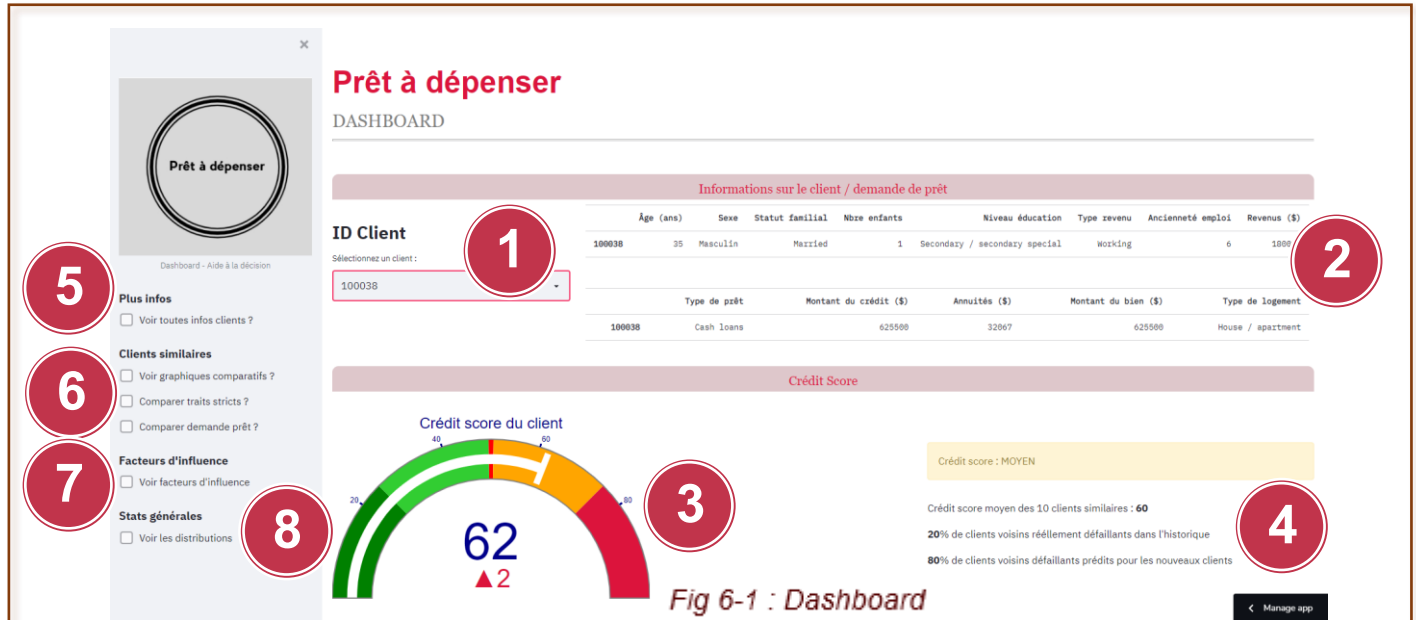 ×
Prêt à dépenser
Dashboard - Aide à la décision
5
Plus infos
Voir toutes infos clients ?
6
Clients similaires
Voir graphiques comparatifs ?
Comparer traits stricts ?
Comparer demande prêt ?
7
Facteurs d'influence
Voir facteurs d'influence
8
Stats générales
Voir les distributions
Prêt à dépenser
DASHBOARD
Informations sur le client / demande de prêt
ID Client
Sélectionnez un client :
100038
1
Âge (ans) Sexe Statut familial Nbre enfants Niveau éducation Type revenu Ancienneté emploi Revenus ($)
100038 35 Masculin Married 1 Secondary / secondary special Working 6
2
Type de prêt Montant du crédit ($) Annuités ($) Montant du bien ($) Type de logement
100038 Cash loans 625500 32067 625500 House / apartment
Crédit Score
Crédit score du client
20 40 60 80
62
▲2
3
Crédit score : MOYEN
Crédit score moyen des 10 clients similaires : 60
20% de clients voisins réellement défaillants dans l'historique
80% de clients voisins défaillants prédits pour les nouveaux clients
4
Fig 6-1 : Dashboard
< Manage app